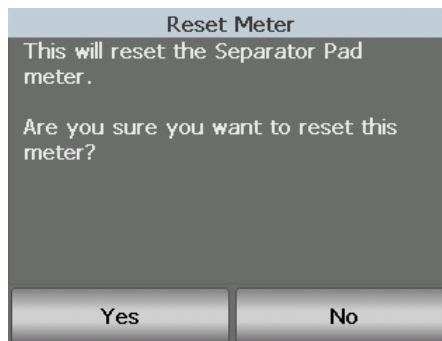 Reset Meter
This will reset the Separator Pad
meter.
Are you sure you want to reset this
meter?
Yes No